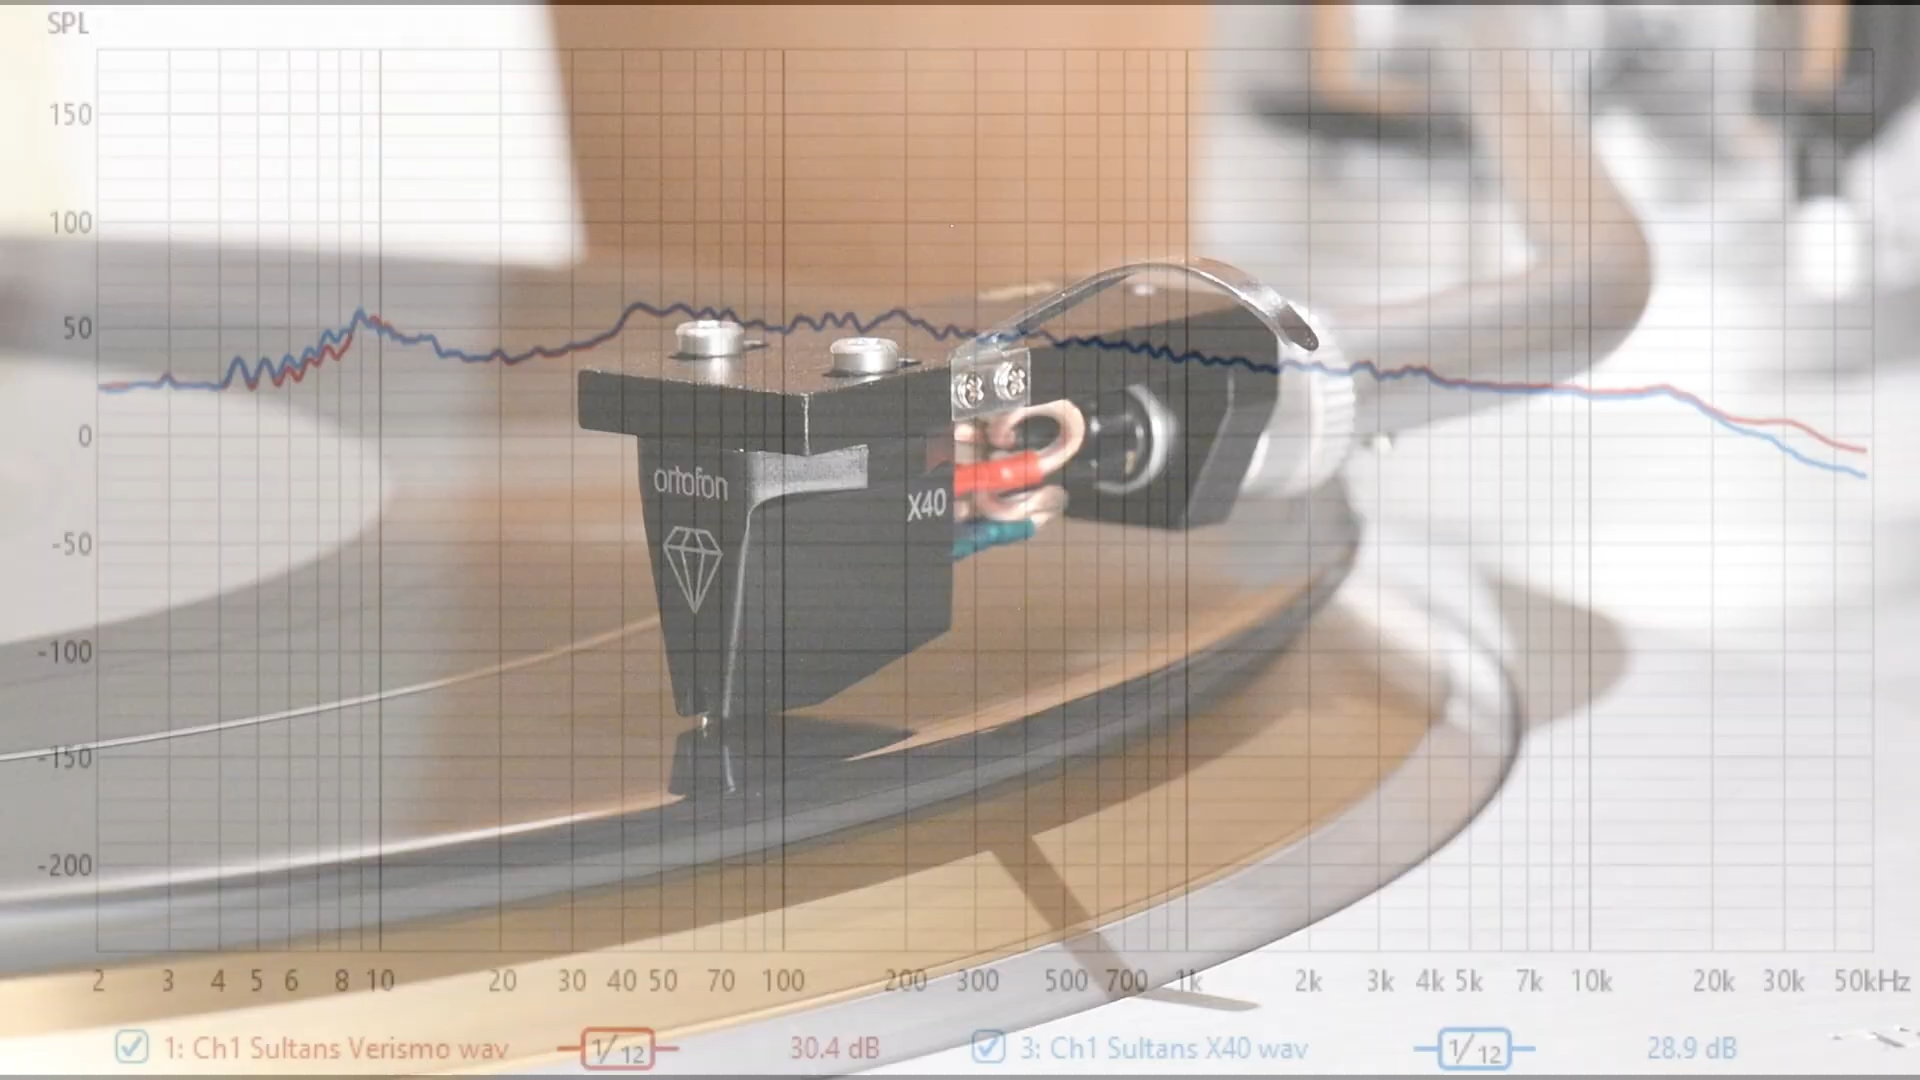 SPL
150
100
50
0
-50
-100
-150
-200
ortofon
X40
2 3 4 5 6 8 10 20 30 40 50 70 100 200 300 500 700 1k 2k 3k 4k 5k 7k 10k 20k 30k 50kHz
1: Ch1 Sultans Verismo wav 1/12 30.4 dB 3: Ch1 Sultans X40 wav 1/12 28.9 dB